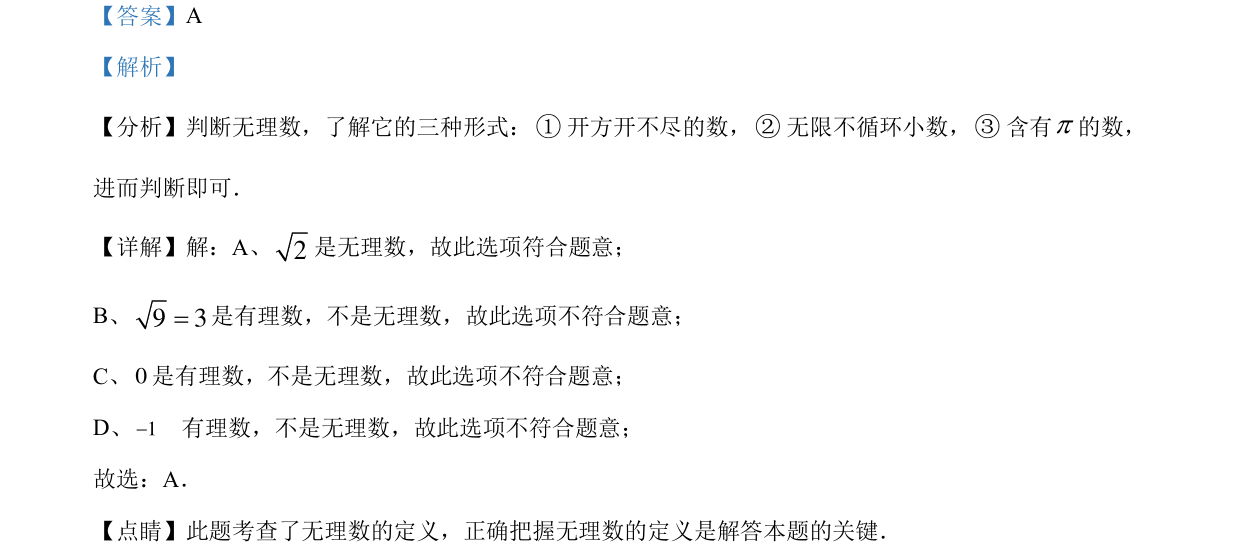 【答案】A
【解析】
【分析】判断无理数，了解它的三种形式：① 开方开不尽的数，② 无限不循环小数，③ 含有 π 的数，
进而判断即可．
【详解】解：A、√2 是无理数，故此选项符合题意；
B、√9 = 3 是有理数，不是无理数，故此选项不符合题意；
C、0 是有理数，不是无理数，故此选项不符合题意；
D、−1 有理数，不是无理数，故此选项不符合题意；
故选：A．
【点睛】此题考查了无理数的定义，正确把握无理数的定义是解答本题的关键．